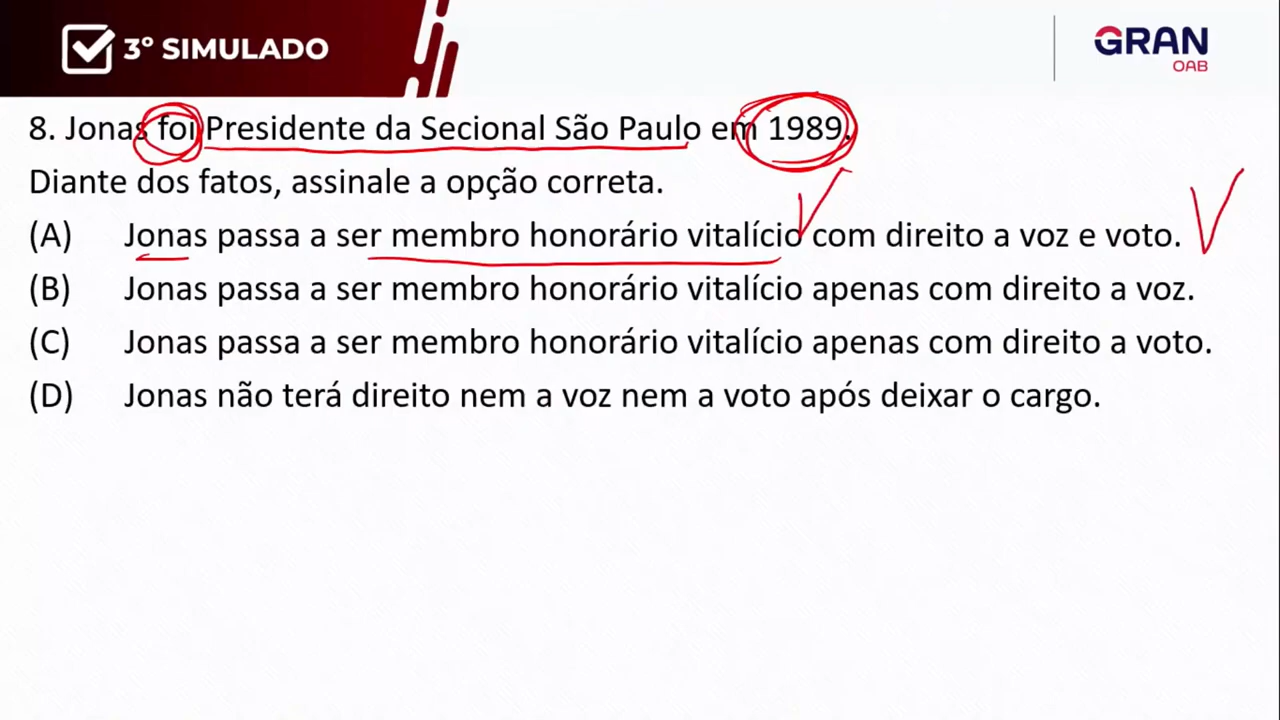 3º SIMULADO
GRAN
OAB
8. Jonas foi Presidente da Secional São Paulo em 1989.
Diante dos fatos, assinale a opção correta.
(A) Jonas passa a ser membro honorário vitalício com direito a voz e voto.
(B) Jonas passa a ser membro honorário vitalício apenas com direito a voz.
(C) Jonas passa a ser membro honorário vitalício apenas com direito a voto.
(D) Jonas não terá direito nem a voz nem a voto após deixar o cargo.